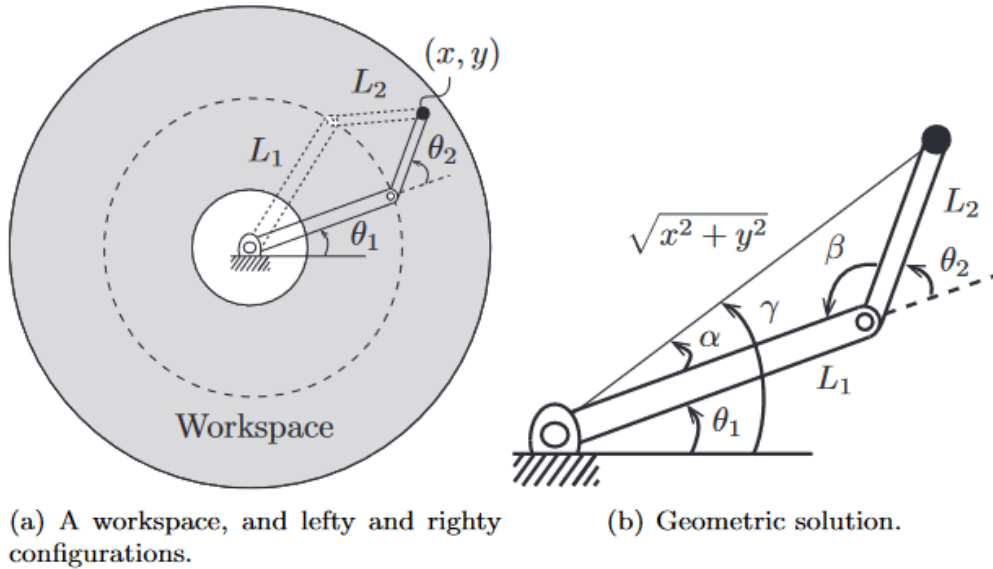 (x, y)
L₂
L₁
θ₂
θ₁
Workspace
(a) A workspace, and lefty and righty
configurations.
√x² + y²
L₂
β
θ₂
γ
α
L₁
θ₁
(b) Geometric solution.